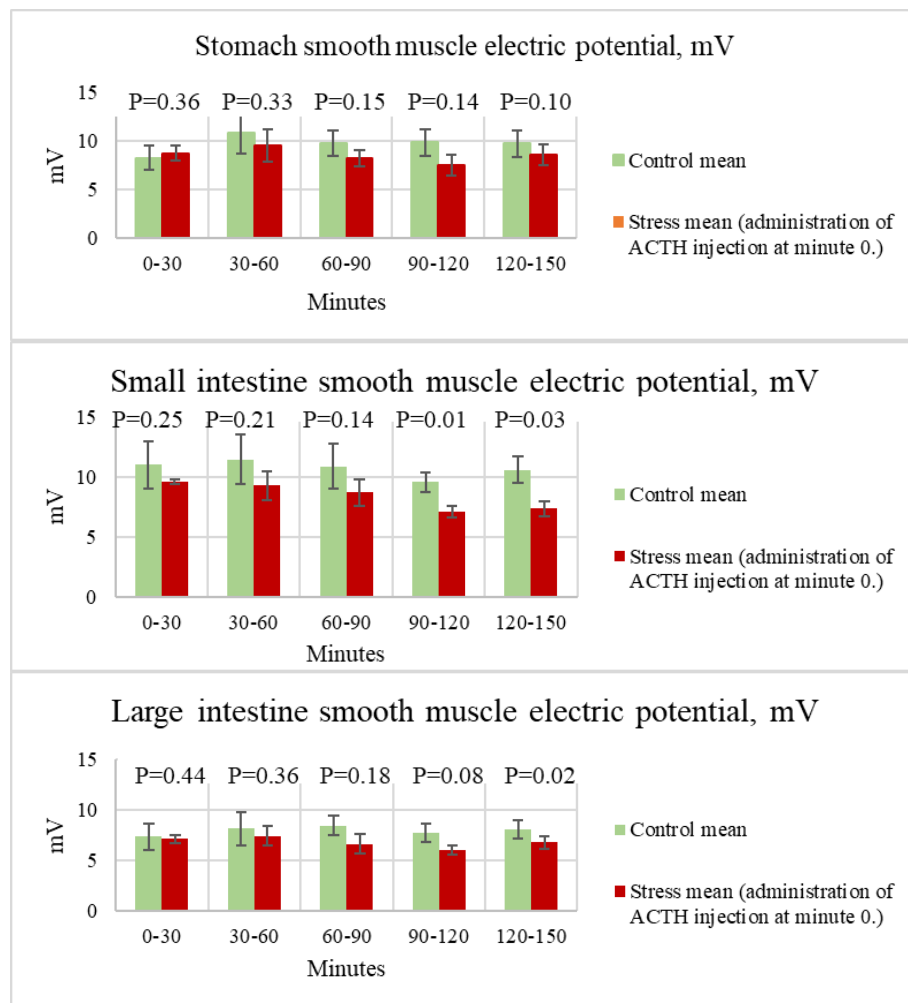 Stomach smooth muscle electric potential, mV
15
P=0.36 P=0.33 P=0.15 P=0.14 P=0.10
10
mV
5
0
0-30 30-60 60-90 90-120 120-150
Minutes
Control mean
Stress mean (administration of
ACTH injection at minute 0.)
Small intestine smooth muscle electric potential, mV
15
P=0.25 P=0.21 P=0.14 P=0.01 P=0.03
10
mV
5
0
0-30 30-60 60-90 90-120 120-150
Minutes
Control mean
Stress mean (administration of
ACTH injection at minute 0.)
Large intestine smooth muscle electric potential, mV
15
P=0.44 P=0.36 P=0.18 P=0.08 P=0.02
10
mV
5
0
0-30 30-60 60-90 90-120 120-150
Minutes
Control mean
Stress mean (administration of
ACTH injection at minute 0.)